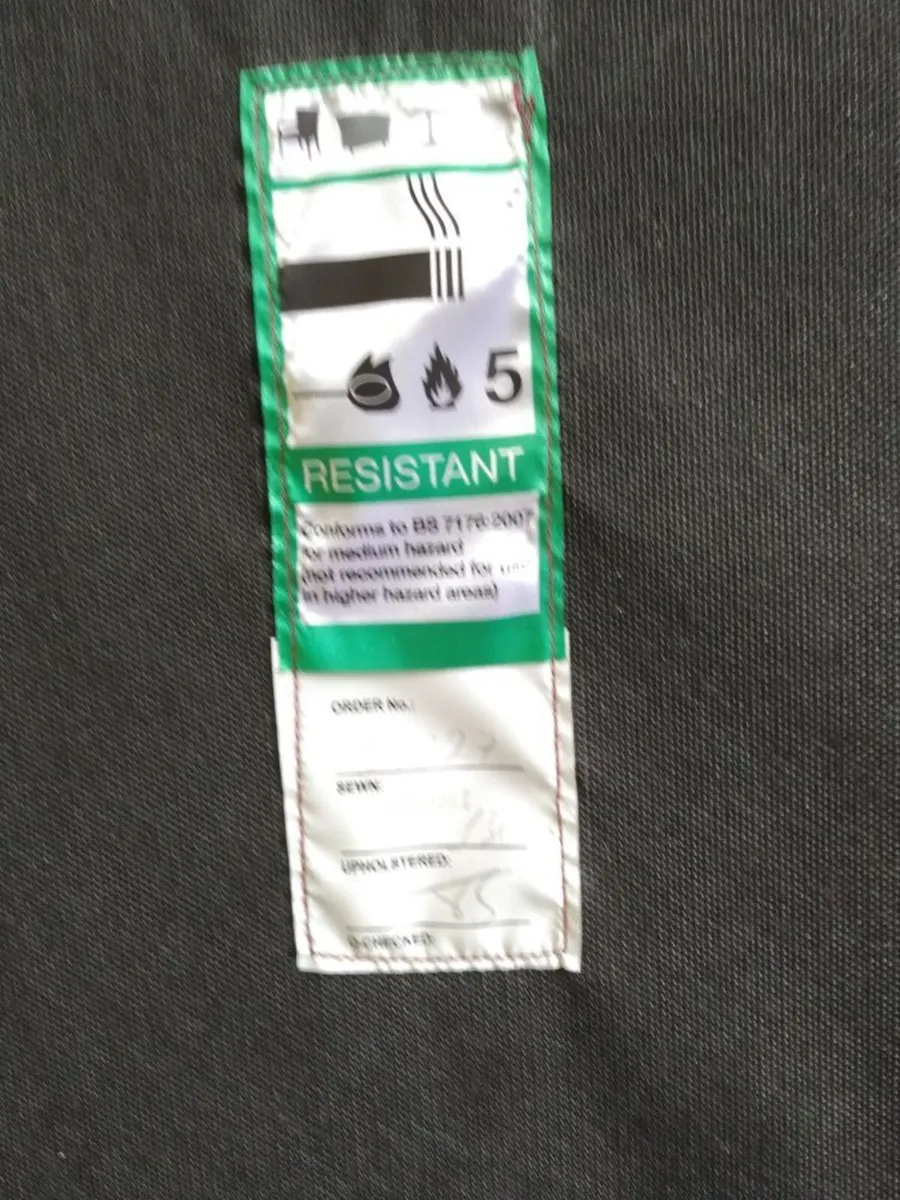 5
RESISTANT
Conforms to BS 7176-2007
for medium hazard
(not recommended for use
in higher hazard areas)
ORDER No.:
SEWN:
UPHOLSTERED:
Q-CHECKED: